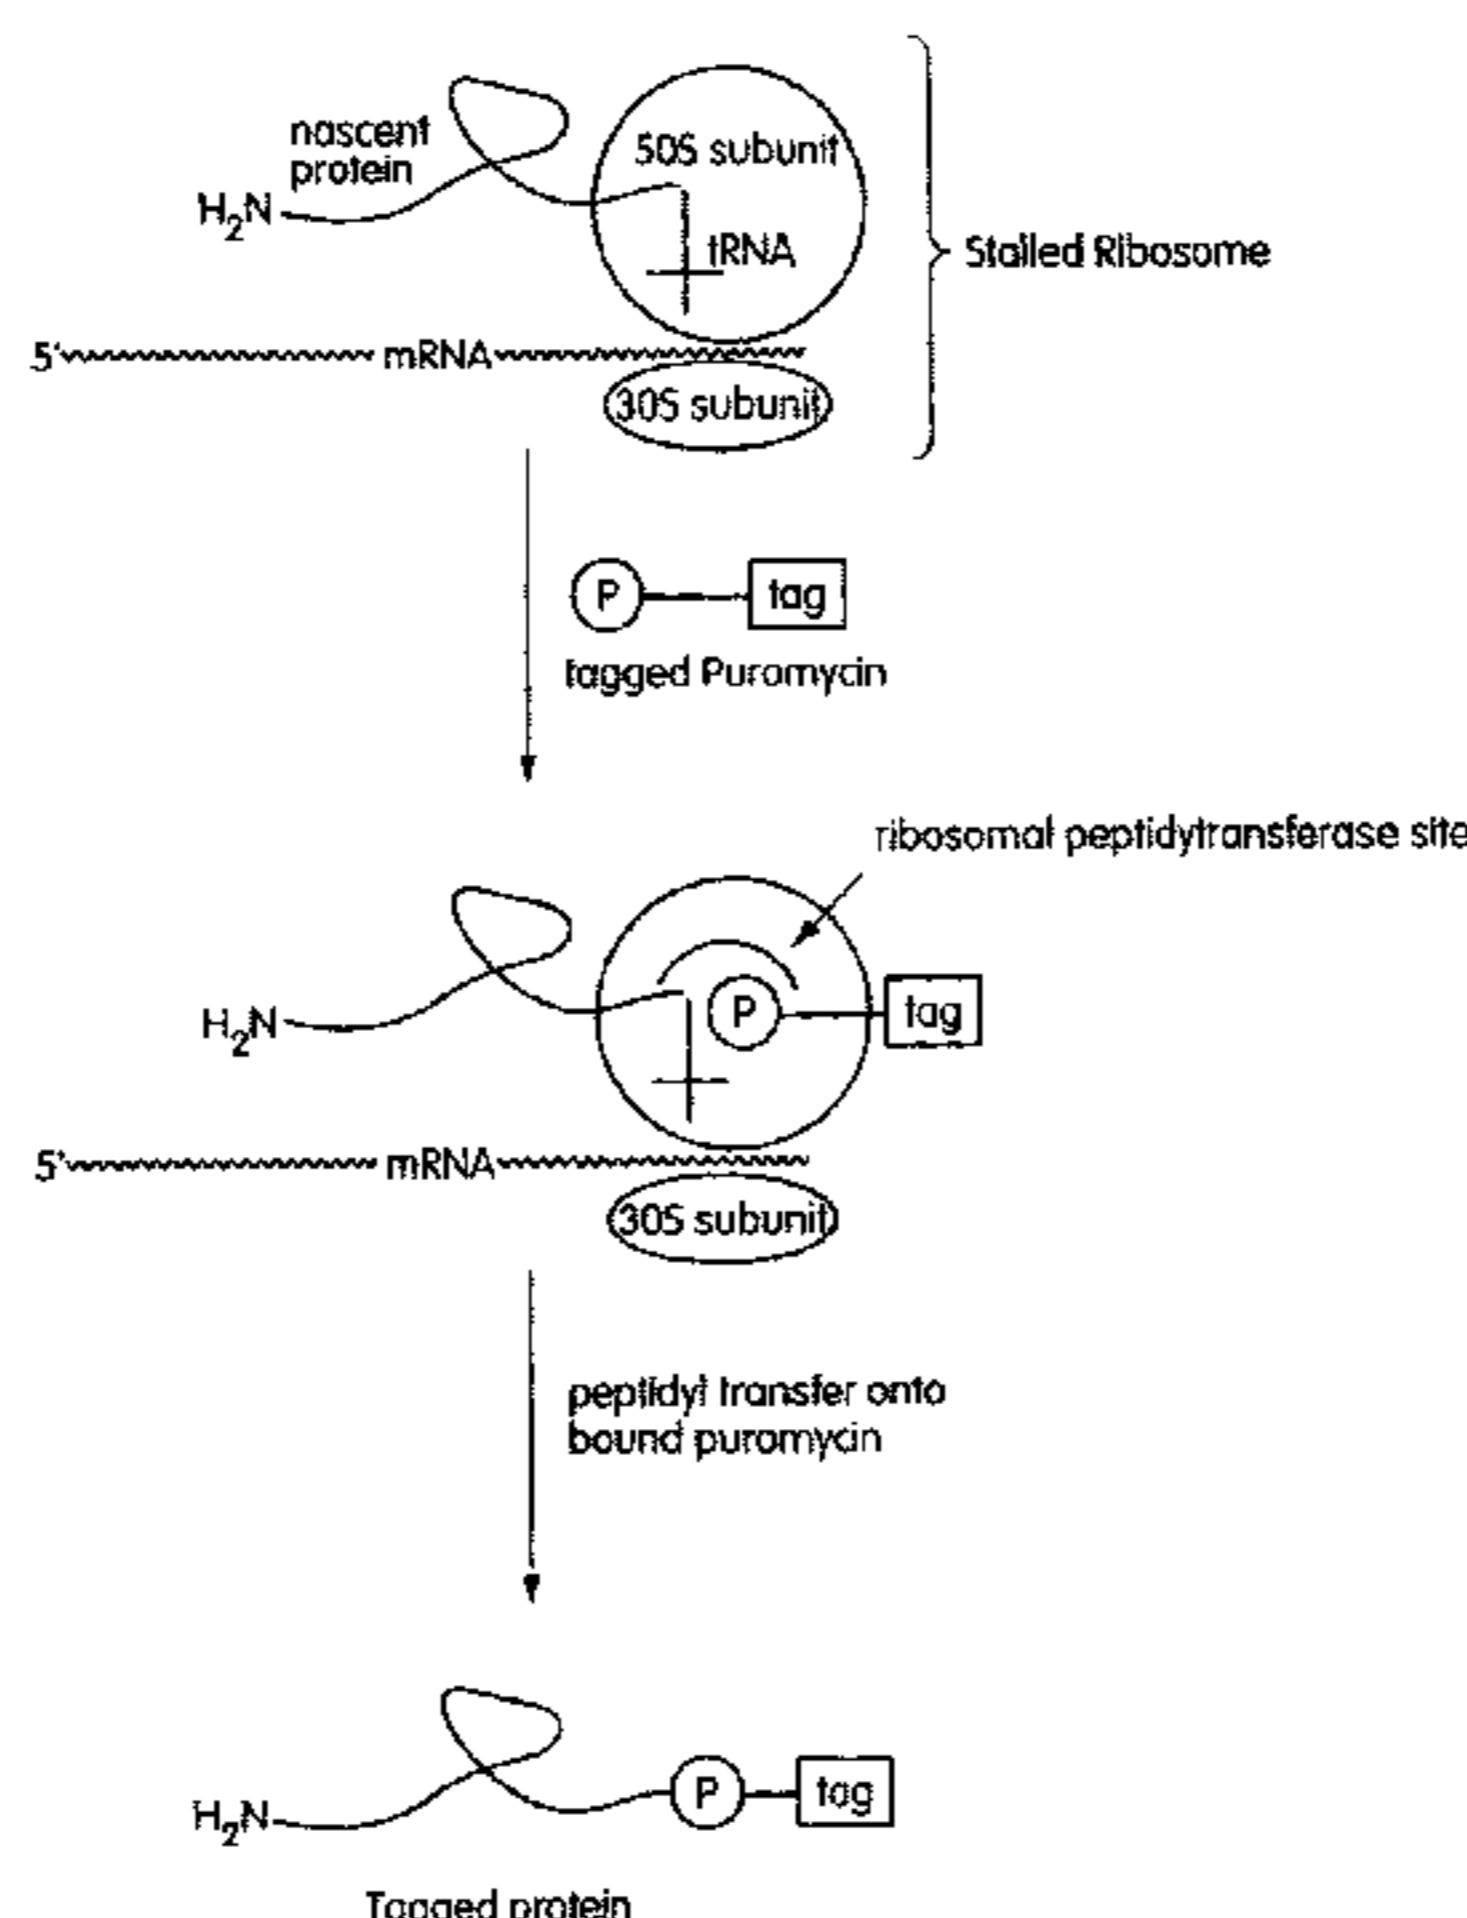 nascent
protein
H2N
50S subunit
tRNA
Stalled Ribosome
5' mRNA
30S subunit
P tag
tagged Puromycin
ribosomal peptidytransferase site
H2N
P tag
5' mRNA
30S subunit
peptidyl transfer onto
bound puromycin
H2N P tag
Tagged protein